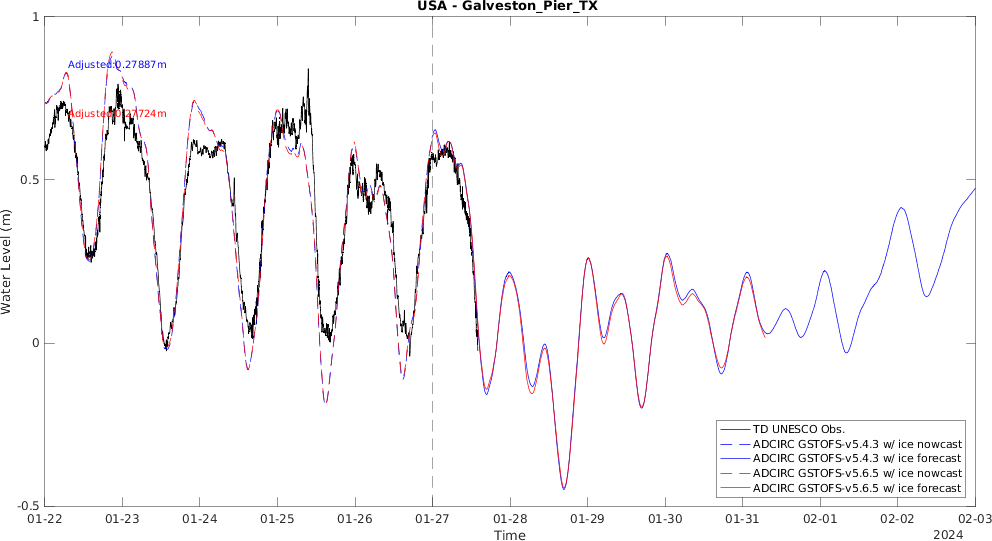 USA - Galveston_Pier_TX
1
Adjusted:0.27887m
Adjusted:0.27724m
0.5
0
-0.5
Water Level (m)
TD UNESCO Obs.
ADCIRC GSTOFS-v5.4.3 w/ ice nowcast
ADCIRC GSTOFS-v5.4.3 w/ ice forecast
ADCIRC GSTOFS-v5.6.5 w/ ice nowcast
ADCIRC GSTOFS-v5.6.5 w/ ice forecast
01-22 01-23 01-24 01-25 01-26 01-27 01-28 01-29 01-30 01-31 02-01 02-02 02-03
Time
2024